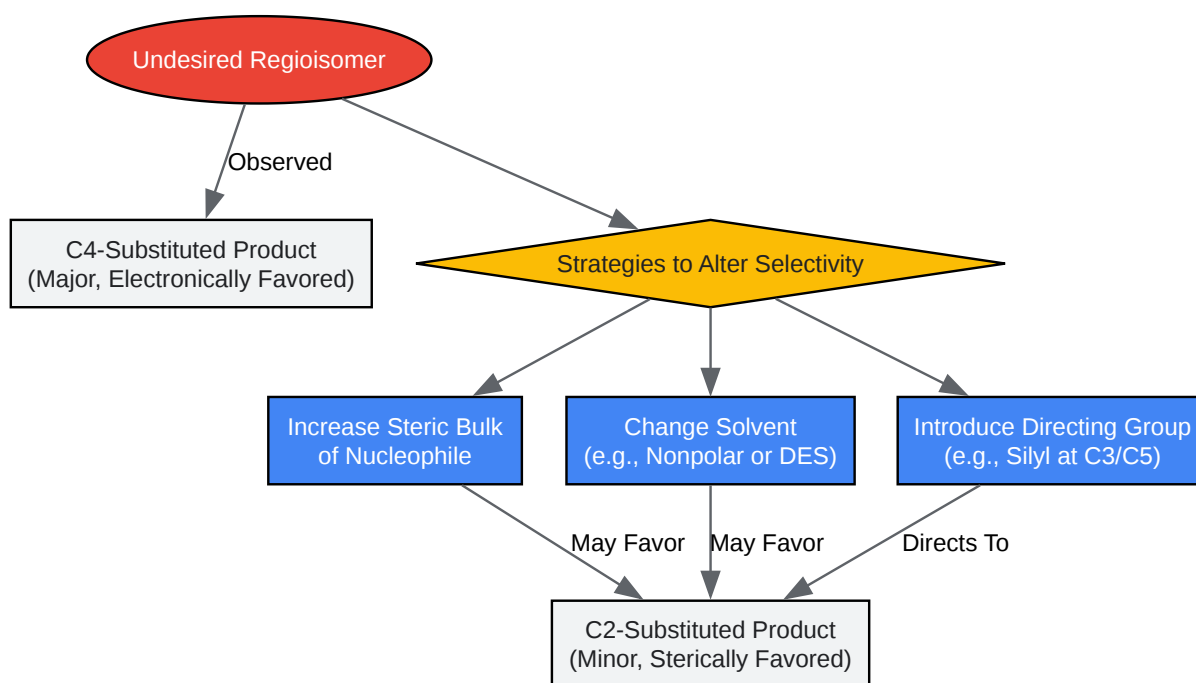 Undesired Regioisomer
Observed
C4-Substituted Product
(Major, Electronically Favored)
Strategies to Alter Selectivity
Increase Steric Bulk
of Nucleophile
Change Solvent
(e.g., Nonpolar or DES)
Introduce Directing Group
(e.g., Silyl at C3/C5)
May Favor
May Favor
Directs To
C2-Substituted Product
(Minor, Sterically Favored)